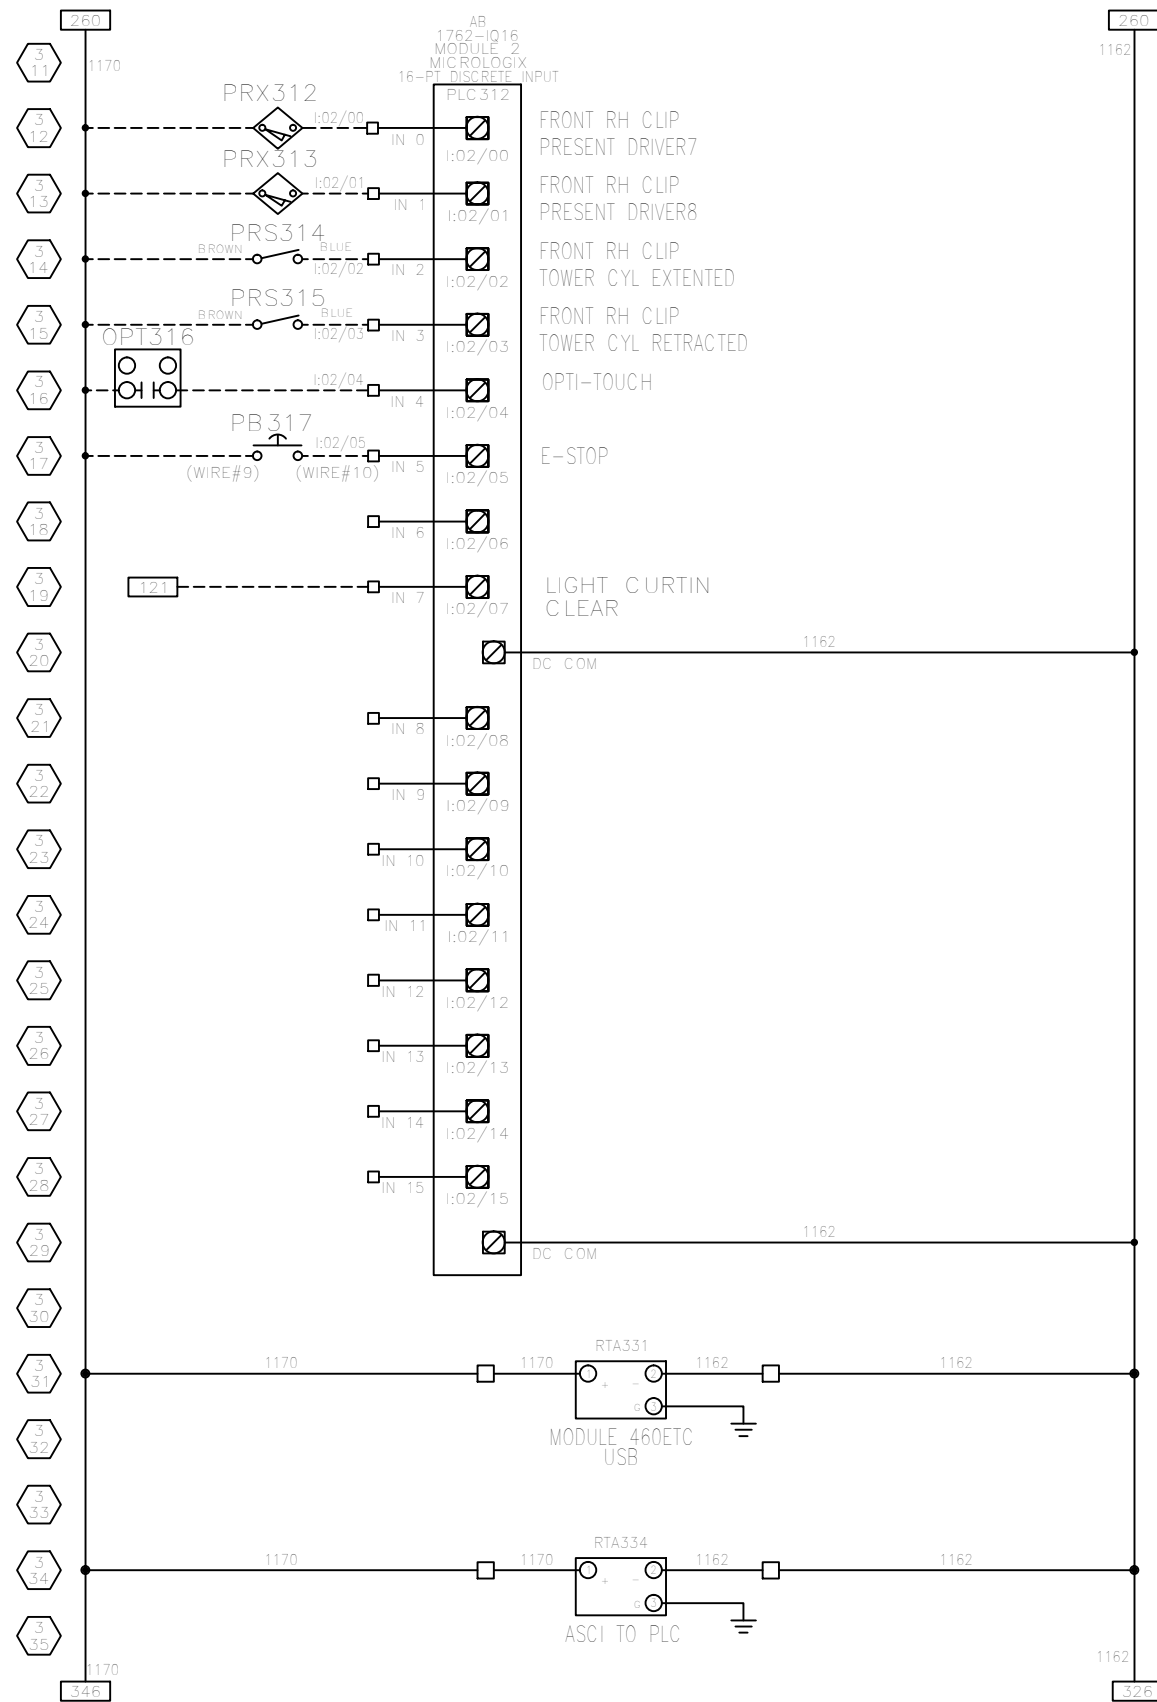 260
260
3
11
1170
1162
AB
1762-IQ16
MODULE 2
MICROLOGIX
16-PT DISCRETE INPUT
PLC312
3
12
PRX312
I:02/00
IN 0
I:02/00
FRONT RH CLIP
PRESENT DRIVER7
3
13
PRX313
I:02/01
IN 1
I:02/01
FRONT RH CLIP
PRESENT DRIVER8
3
14
PRS314
BROWN
BLUE
I:02/02
IN 2
I:02/02
FRONT RH CLIP
TOWER CYL EXTENTED
3
15
PRS315
BROWN
BLUE
I:02/03
IN 3
I:02/03
FRONT RH CLIP
TOWER CYL RETRACTED
3
16
OPT316
I:02/04
IN 4
I:02/04
OPTI-TOUCH
3
17
PB317
I:02/05
(WIRE#9)
(WIRE#10)
IN 5
I:02/05
E-STOP
3
18
IN 6
I:02/06
3
19
121
IN 7
I:02/07
LIGHT CURTIN
CLEAR
3
20
DC COM
1162
3
21
IN 8
I:02/08
3
22
IN 9
I:02/09
3
23
IN 10
I:02/10
3
24
IN 11
I:02/11
3
25
IN 12
I:02/12
3
26
IN 13
I:02/13
3
27
IN 14
I:02/14
3
28
IN 15
I:02/15
3
29
DC COM
1162
3
30
3
31
1170
1170
RTA331
1
+
2
-
G
3
1162
1162
MODULE 460ETC
USB
3
32
3
33
3
34
1170
1170
RTA334
1
+
2
-
G
3
1162
1162
ASCI TO PLC
3
35
1170
1162
346
326